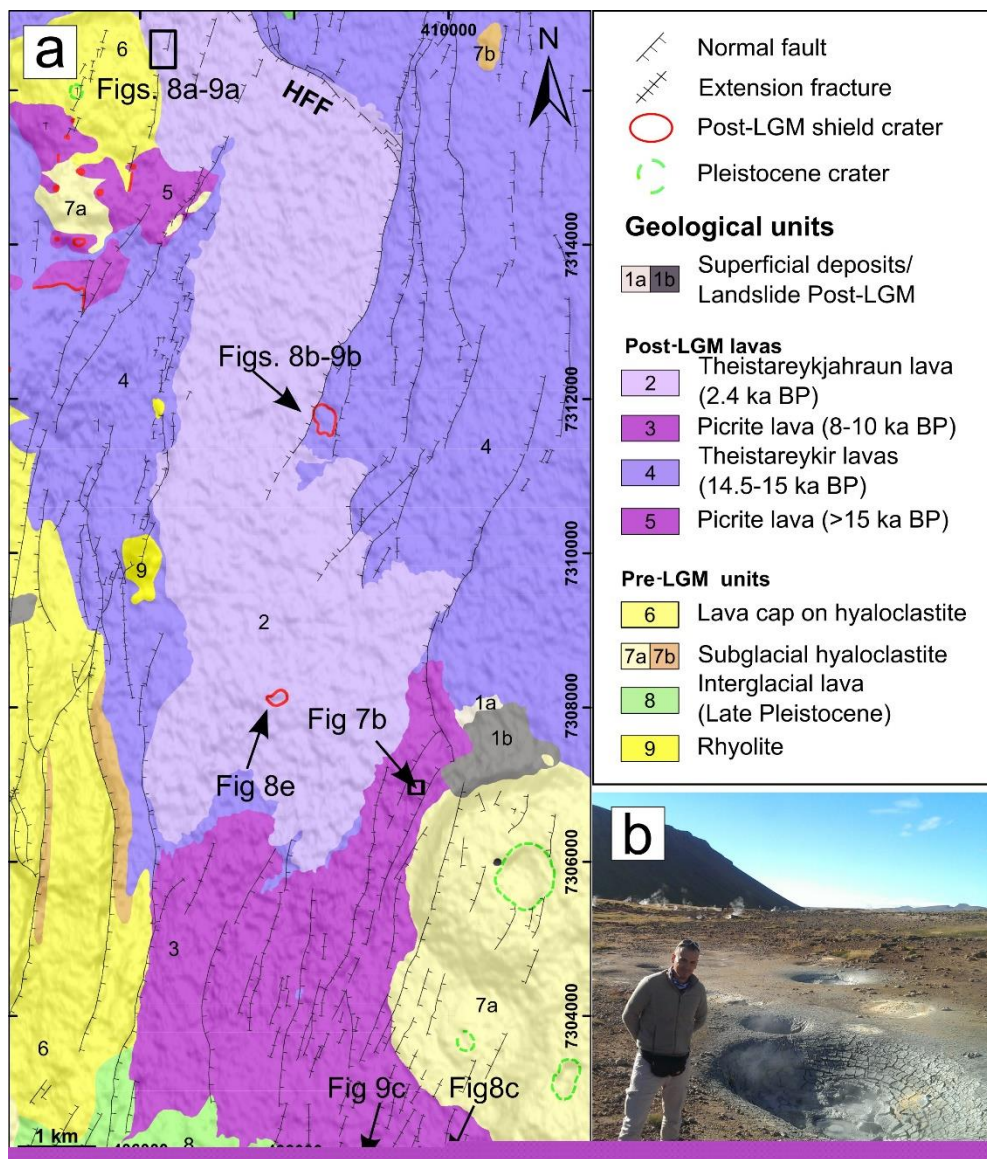 a
6
Figs. 8a-9a
HFF
410000
7b
N
5
7a
7314000
4
Figs. 8b-9b
7312000
4
9
7310000
2
1a
7308000
1b
Fig 7b
Fig 8e
7306000
3
7a
7304000
6
Fig 9c
Fig8c
1 km
8
Normal fault
Extension fracture
Post-LGM shield crater
Pleistocene crater
Geological units
1a 1b Superficial deposits/
Landslide Post-LGM
Post-LGM lavas
2 Theistareykjahraun lava
(2.4 ka BP)
3 Picrite lava (8-10 ka BP)
4 Theistareykir lavas
(14.5-15 ka BP)
5 Picrite lava (>15 ka BP)
Pre-LGM units
6 Lava cap on hyaloclastite
7a 7b Subglacial hyaloclastite
8 Interglacial lava
(Late Pleistocene)
9 Rhyolite
b